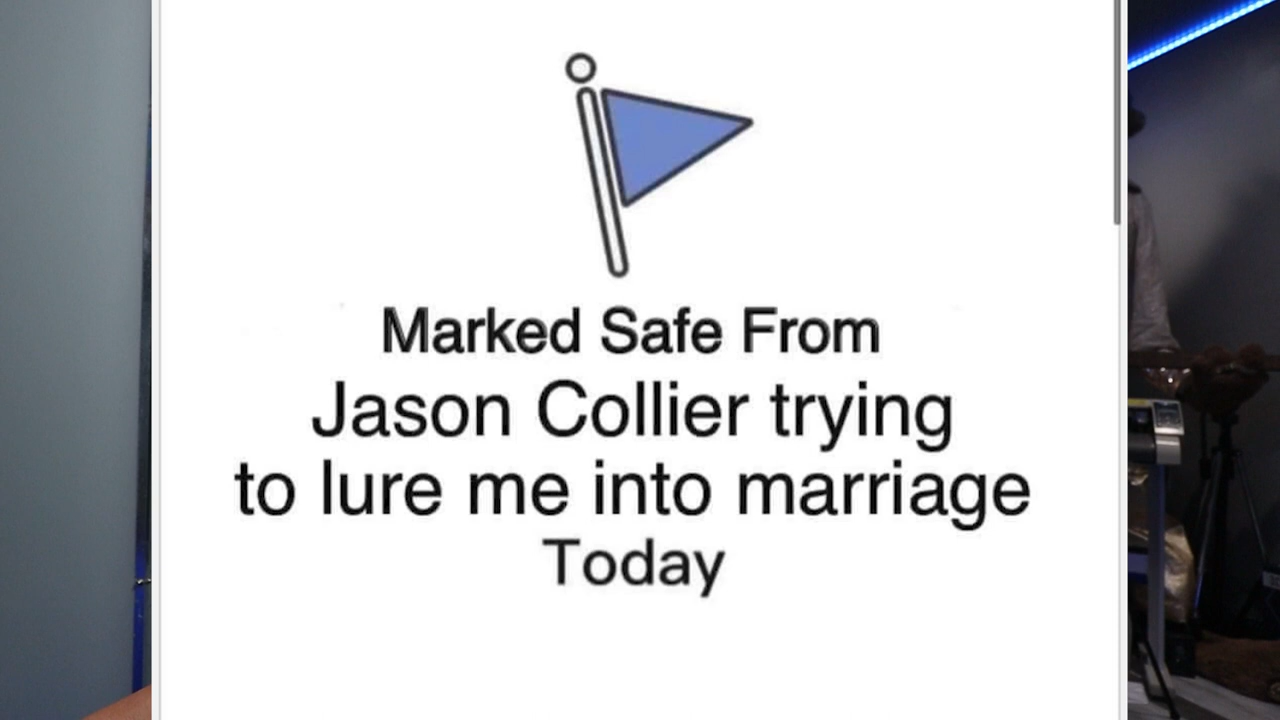 Marked Safe From
Jason Collier trying
to lure me into marriage
Today